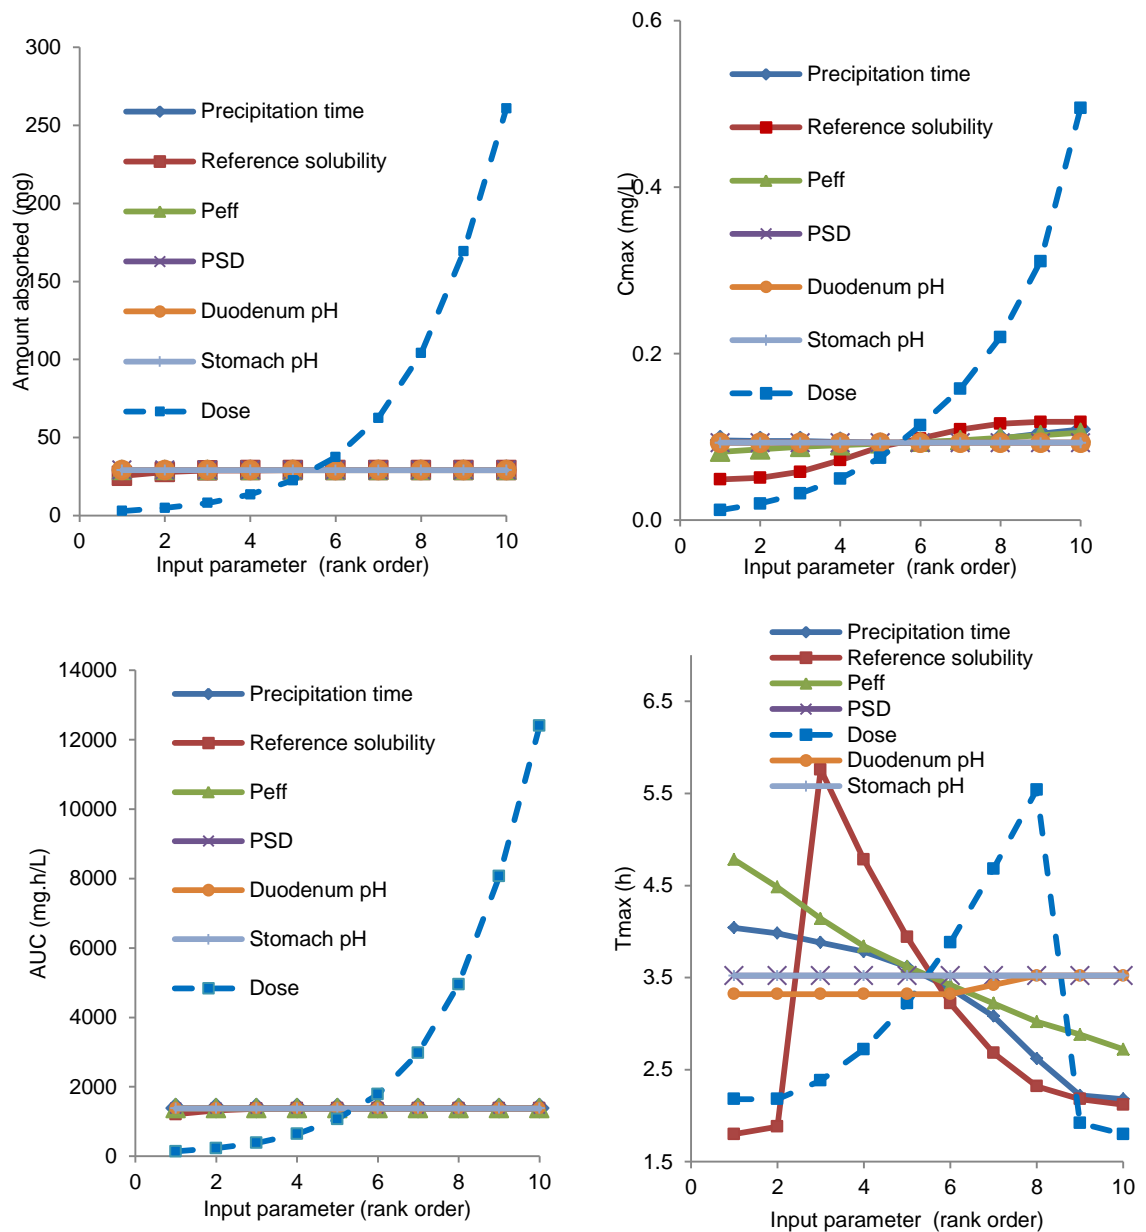 300
250
200
150
100
50
0
Amount absorbed (mg)
Precipitation time
Reference solubility
Peff
PSD
Duodenum pH
Stomach pH
Dose
0 2 4 6 8 10
Input parameter (rank order)
0.6
0.4
0.2
0.0
Cmax (mg/L)
Precipitation time
Reference solubility
Peff
PSD
Duodenum pH
Stomach pH
Dose
0 2 4 6 8 10
Input parameter (rank order)
14000
12000
10000
8000
6000
4000
2000
0
AUC (mg.h/L)
Precipitation time
Reference solubility
Peff
PSD
Duodenum pH
Stomach pH
Dose
0 2 4 6 8 10
Input parameter (rank order)
Precipitation time
Reference solubility
Peff
PSD
Dose
Duodenum pH
Stomach pH
6.5
5.5
4.5
3.5
2.5
1.5
Tmax (h)
0 2 4 6 8 10
Input parameter (rank order)